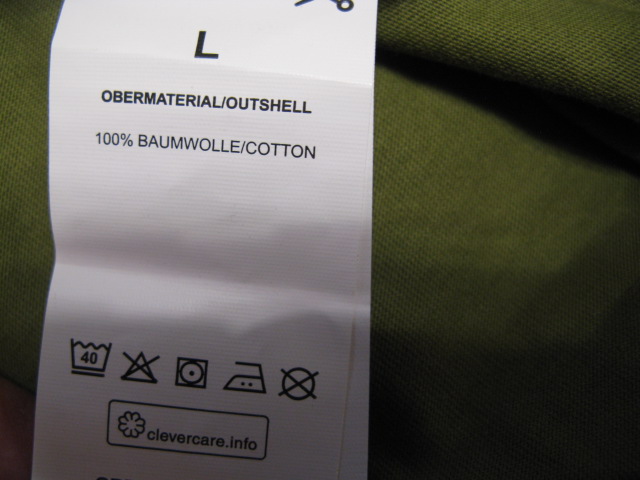 L
OBERMATERIAL/OUTSHELL
100% BAUMWOLLE/COTTON
40
clevercare.info